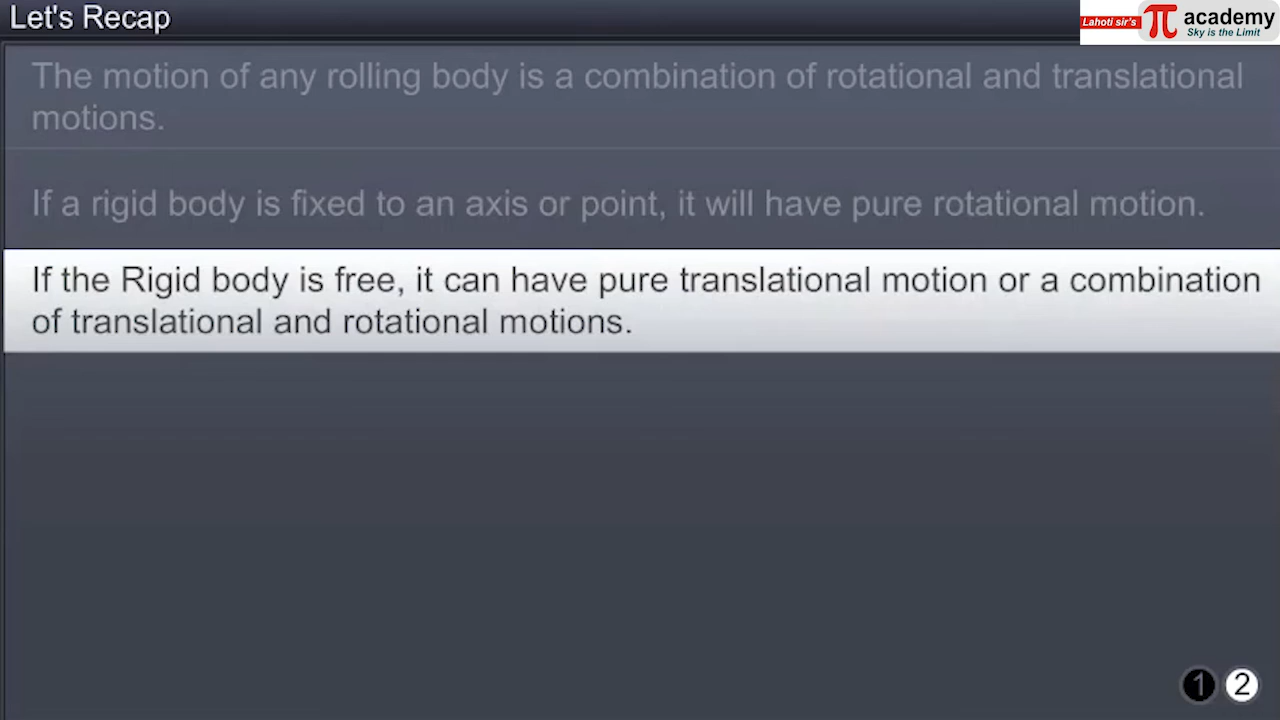 Let's Recap
Lahoti sir's
π academy
Sky is the Limit
The motion of any rolling body is a combination of rotational and translational
motions.
If a rigid body is fixed to an axis or point, it will have pure rotational motion.
If the Rigid body is free, it can have pure translational motion or a combination
of translational and rotational motions.
1 2